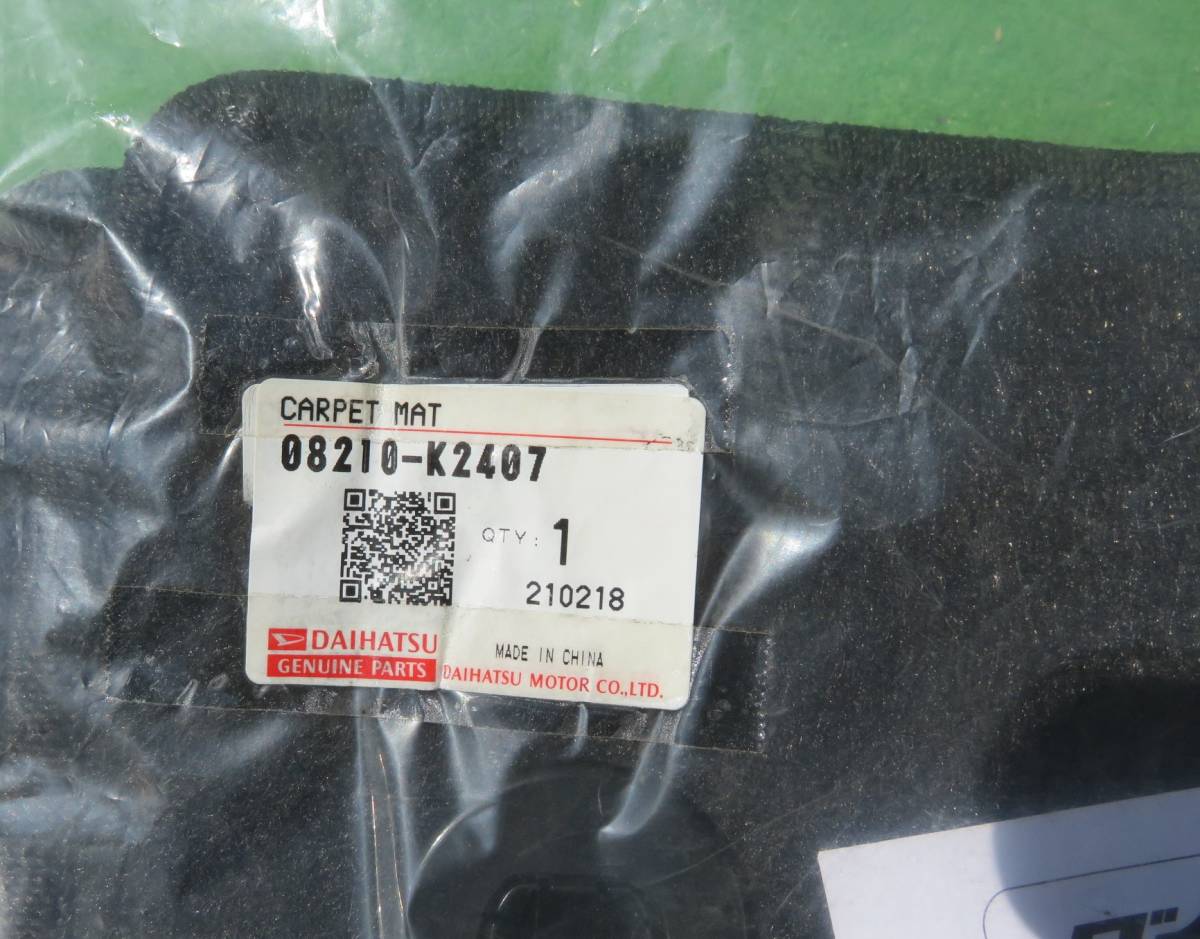 CARPET MAT
08210-K2407
QTY: 1
210218
DAIHATSU
GENUINE PARTS
MADE IN CHINA
DAIHATSU MOTOR CO.,LTD.